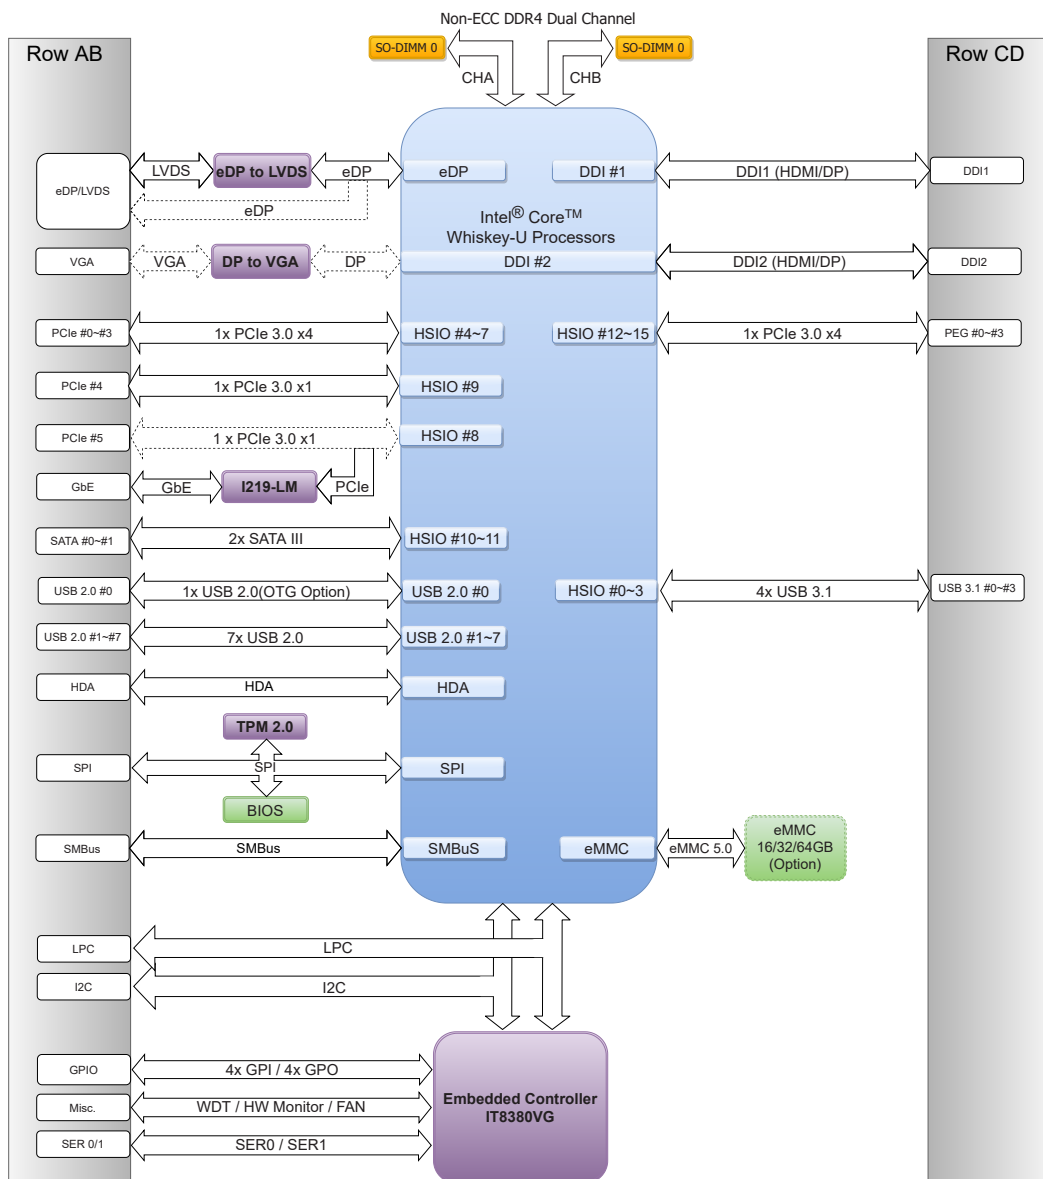 Non-ECC DDR4 Dual Channel
Row AB
SO-DIMM 0
SO-DIMM 0
Row CD
CHA
CHB
eDP/LVDS
LVDS
eDP to LVDS
eDP
eDP
DDI #1
DDI1 (HDMI/DP)
DDI1
eDP
Intel® Core™
Whiskey-U Processors
VGA
VGA
DP to VGA
DP
DDI #2
DDI2 (HDMI/DP)
DDI2
PCIe #0~#3
1x PCIe 3.0 x4
HSIO #4~7
HSIO #12~15
1x PCIe 3.0 x4
PEG #0~#3
PCIe #4
1x PCIe 3.0 x1
HSIO #9
PCIe #5
1 x PCIe 3.0 x1
HSIO #8
GbE
GbE
I219-LM
PCIe
SATA #0~#1
2x SATA III
HSIO #10~11
USB 2.0 #0
1x USB 2.0(OTG Option)
USB 2.0 #0
HSIO #0~3
4x USB 3.1
USB 3.1 #0~#3
USB 2.0 #1~#7
7x USB 2.0
USB 2.0 #1~7
HDA
HDA
HDA
TPM 2.0
SPI
SPI
SPI
BIOS
SMBus
SMBus
SMBuS
eMMC
eMMC 5.0
eMMC
16/32/64GB
(Option)
LPC
LPC
I2C
I2C
GPIO
4x GPI / 4x GPO
Misc.
WDT / HW Monitor / FAN
Embedded Controller
IT8380VG
SER 0/1
SER0 / SER1